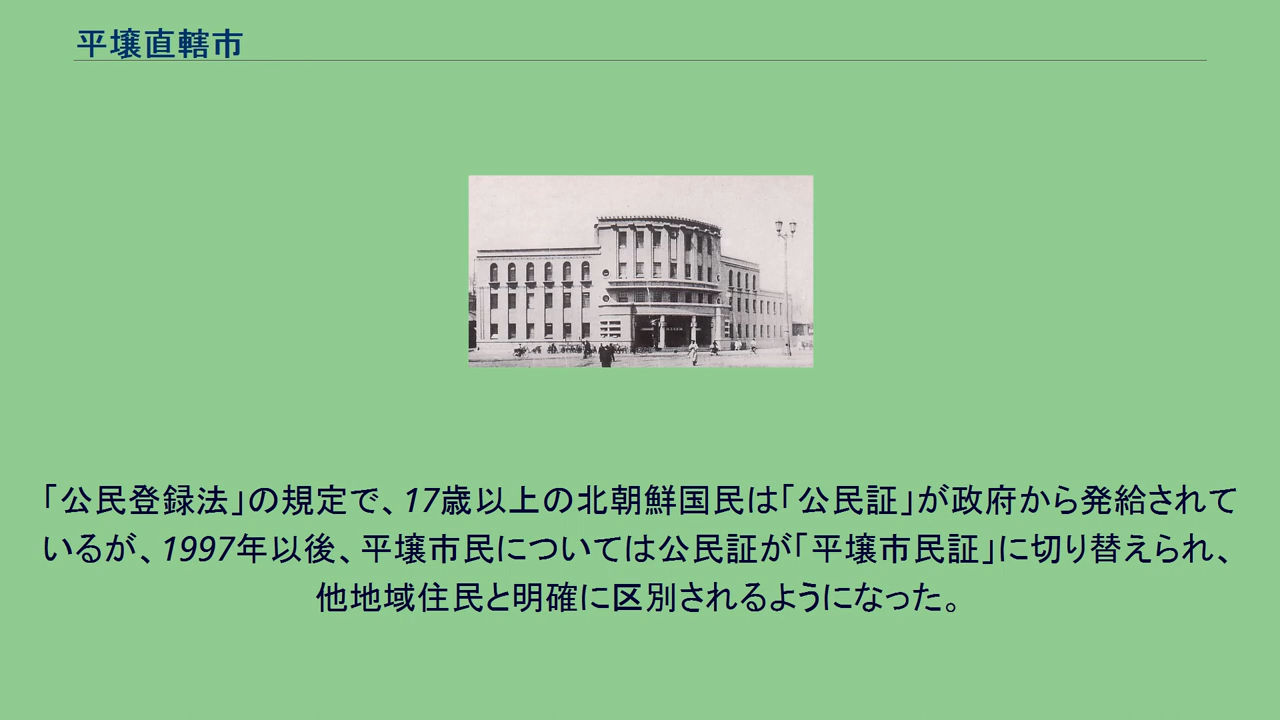 平壌直轄市
「公民登録法」の規定で、17歳以上の北朝鮮国民は「公民証」が政府から発給されて
いるが、1997年以後、平壌市民については公民証が「平壌市民証」に切り替えられ、
他地域住民と明確に区別されるようになった。